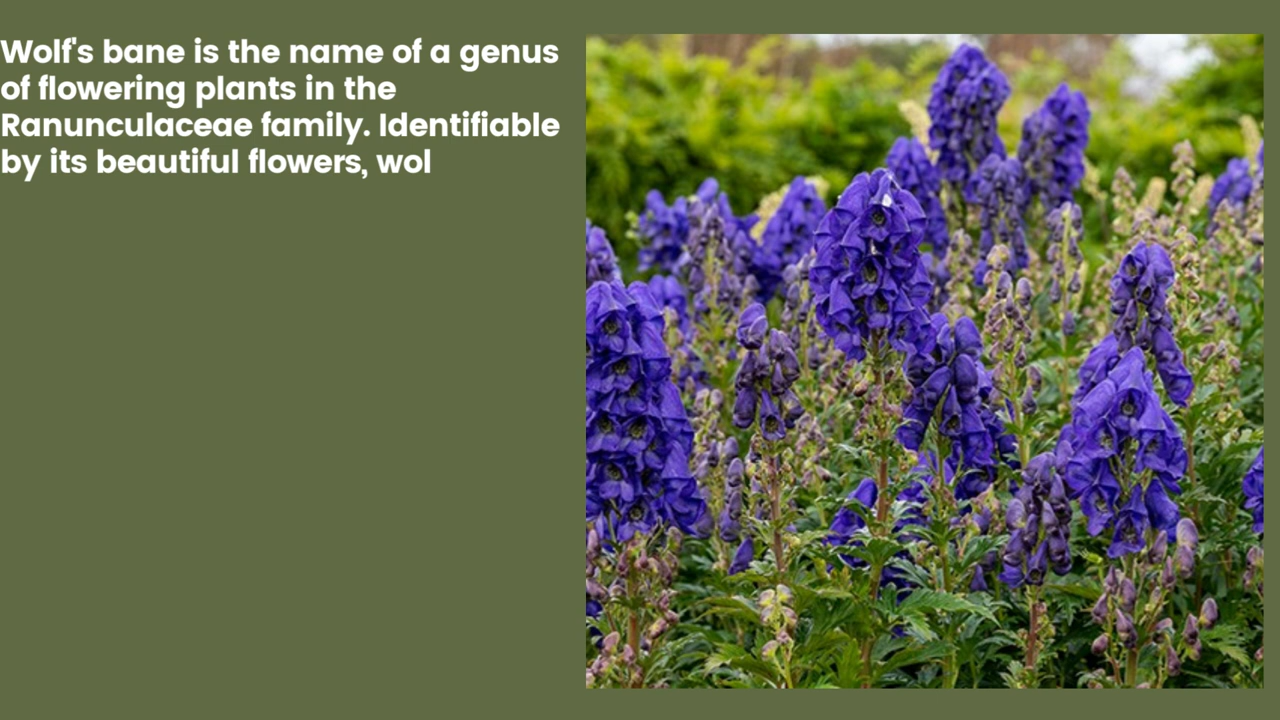 Wolf's bane is the name of a genus
of flowering plants in the
Ranunculaceae family. Identifiable
by its beautiful flowers, wol